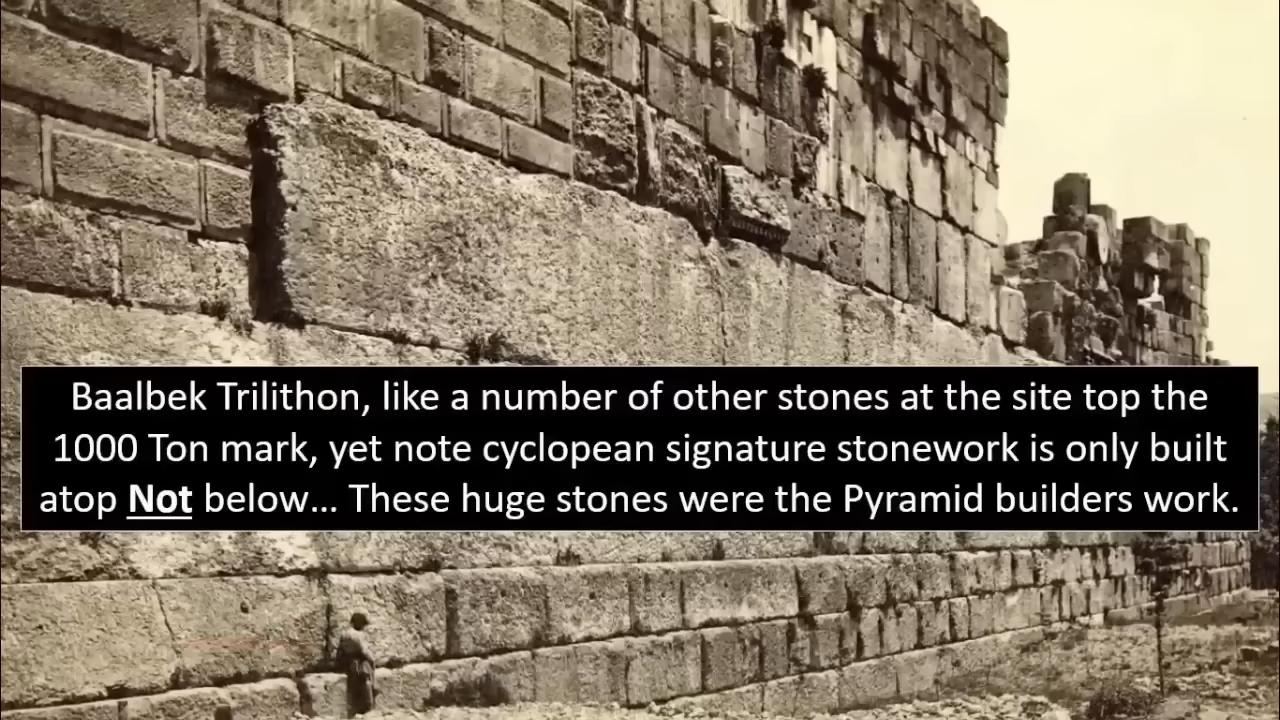 Baalbek Trilithon, like a number of other stones at the site top the
1000 Ton mark, yet note cyclopean signature stonework is only built
atop Not below... These huge stones were the Pyramid builders work.